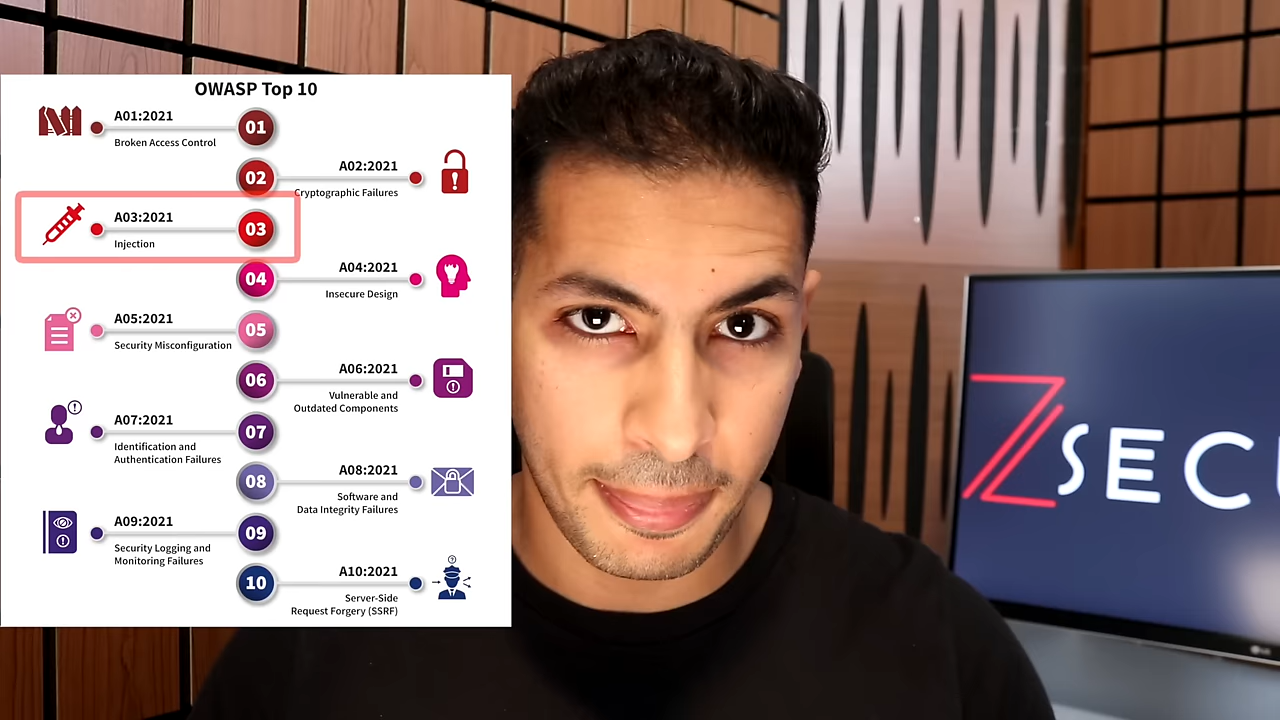 OWASP Top 10
A01:2021
01
Broken Access Control
02
A02:2021
Cryptographic Failures
A03:2021
03
Injection
04
A04:2021
Insecure Design
A05:2021
05
Security Misconfiguration
06
A06:2021
Vulnerable and
Outdated Components
A07:2021
07
Identification and
Authentication Failures
08
A08:2021
Software and
Data Integrity Failures
A09:2021
09
Security Logging and
Monitoring Failures
10
A10:2021
Server-Side
Request Forgery (SSRF)
ZSECU
LG